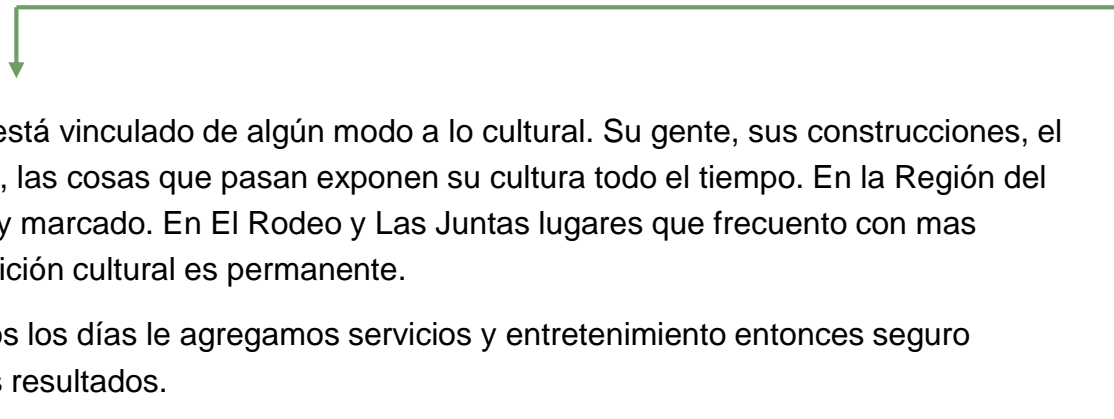 está vinculado de algún modo a lo cultural. Su gente, sus construcciones, el
, las cosas que pasan exponen su cultura todo el tiempo. En la Región del
y marcado. En El Rodeo y Las Juntas lugares que frecuento con mas
ición cultural es permanente.
os los días le agregamos servicios y entretenimiento entonces seguro
s resultados.